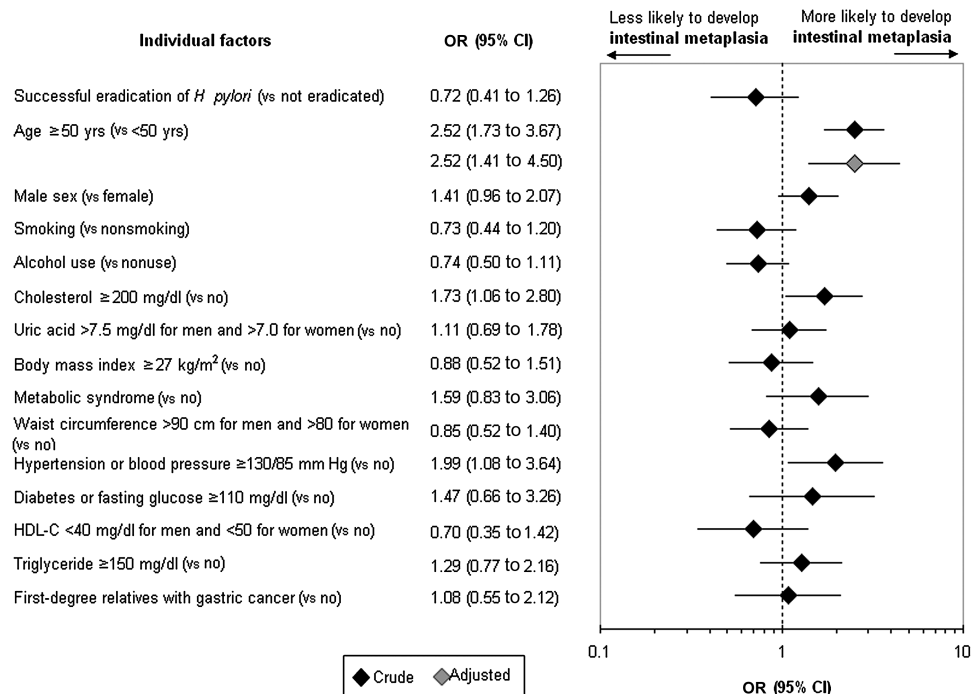 Less likely to develop
intestinal metaplasia
More likely to develop
intestinal metaplasia
Individual factors OR (95% CI)
Successful eradication of H pylori (vs not eradicated) 0.72 (0.41 to 1.26)
Age ≥50 yrs (vs <50 yrs) 2.52 (1.73 to 3.67)
2.52 (1.41 to 4.50)
Male sex (vs female) 1.41 (0.96 to 2.07)
Smoking (vs nonsmoking) 0.73 (0.44 to 1.20)
Alcohol use (vs nonuse) 0.74 (0.50 to 1.11)
Cholesterol ≥200 mg/dl (vs no) 1.73 (1.06 to 2.80)
Uric acid >7.5 mg/dl for men and >7.0 for women (vs no) 1.11 (0.69 to 1.78)
Body mass index ≥27 kg/m² (vs no) 0.88 (0.52 to 1.51)
Metabolic syndrome (vs no) 1.59 (0.83 to 3.06)
Waist circumference >90 cm for men and >80 for women
(vs no) 0.85 (0.52 to 1.40)
Hypertension or blood pressure ≥130/85 mm Hg (vs no) 1.99 (1.08 to 3.64)
Diabetes or fasting glucose ≥110 mg/dl (vs no) 1.47 (0.66 to 3.26)
HDL-C <40 mg/dl for men and <50 for women (vs no) 0.70 (0.35 to 1.42)
Triglyceride ≥150 mg/dl (vs no) 1.29 (0.77 to 2.16)
First-degree relatives with gastric cancer (vs no) 1.08 (0.55 to 2.12)
0.1 1 10
OR (95% CI)
Crude Adjusted